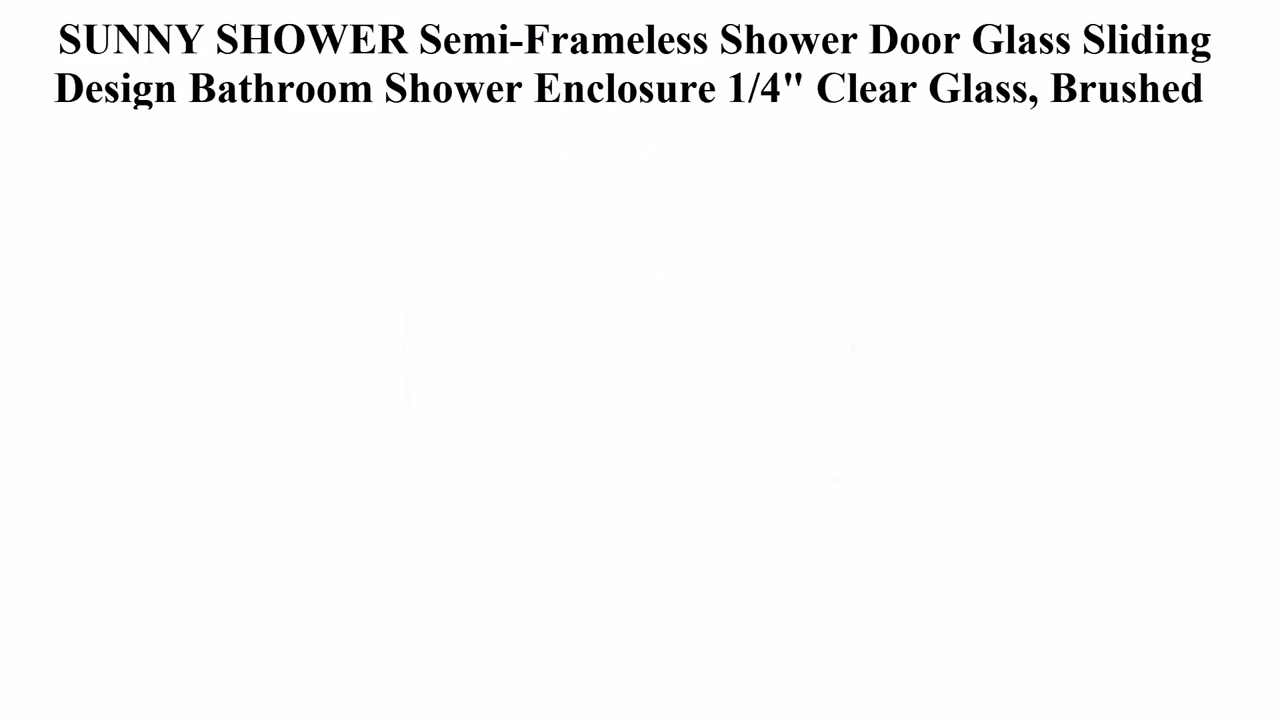 SUNNY SHOWER Semi-Frameless Shower Door Glass Sliding
Design Bathroom Shower Enclosure 1/4" Clear Glass, Brushed